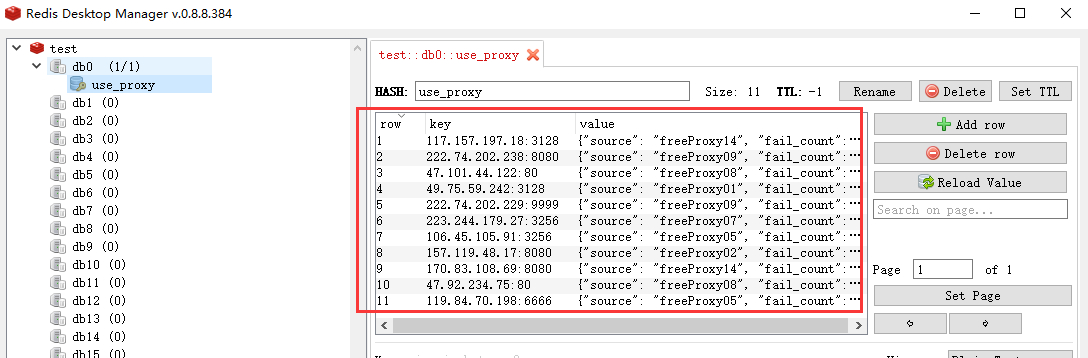 Redis Desktop Manager v.0.8.8.384
test
db0 (1/1)
use_proxy
db1 (0)
db2 (0)
db3 (0)
db4 (0)
db5 (0)
db6 (0)
db7 (0)
db8 (0)
db9 (0)
db10 (0)
db11 (0)
db12 (0)
db13 (0)
db14 (0)
db15 (0)
test::db0::use_proxy
HASH: use_proxy Size: 11 TTL: -1 Rename Delete Set TTL
row key value
1 117.157.197.18:3128 {"source": "freeProxy14", "fail_count":…
2 222.74.202.238:8080 {"source": "freeProxy09", "fail_count":…
3 47.101.44.122:80 {"source": "freeProxy08", "fail_count":…
4 49.75.59.242:3128 {"source": "freeProxy01", "fail_count":…
5 222.74.202.229:9999 {"source": "freeProxy09", "fail_count":…
6 223.244.179.27:3256 {"source": "freeProxy07", "fail_count":…
7 106.45.105.91:3256 {"source": "freeProxy05", "fail_count":…
8 157.119.48.17:8080 {"source": "freeProxy02", "fail_count":…
9 170.83.108.69:8080 {"source": "freeProxy14", "fail_count":…
10 47.92.234.75:80 {"source": "freeProxy08", "fail_count":…
11 119.84.70.198:6666 {"source": "freeProxy05", "fail_count":…
Add row
Delete row
Reload Value
Search on page...
Page 1 of 1
Set Page